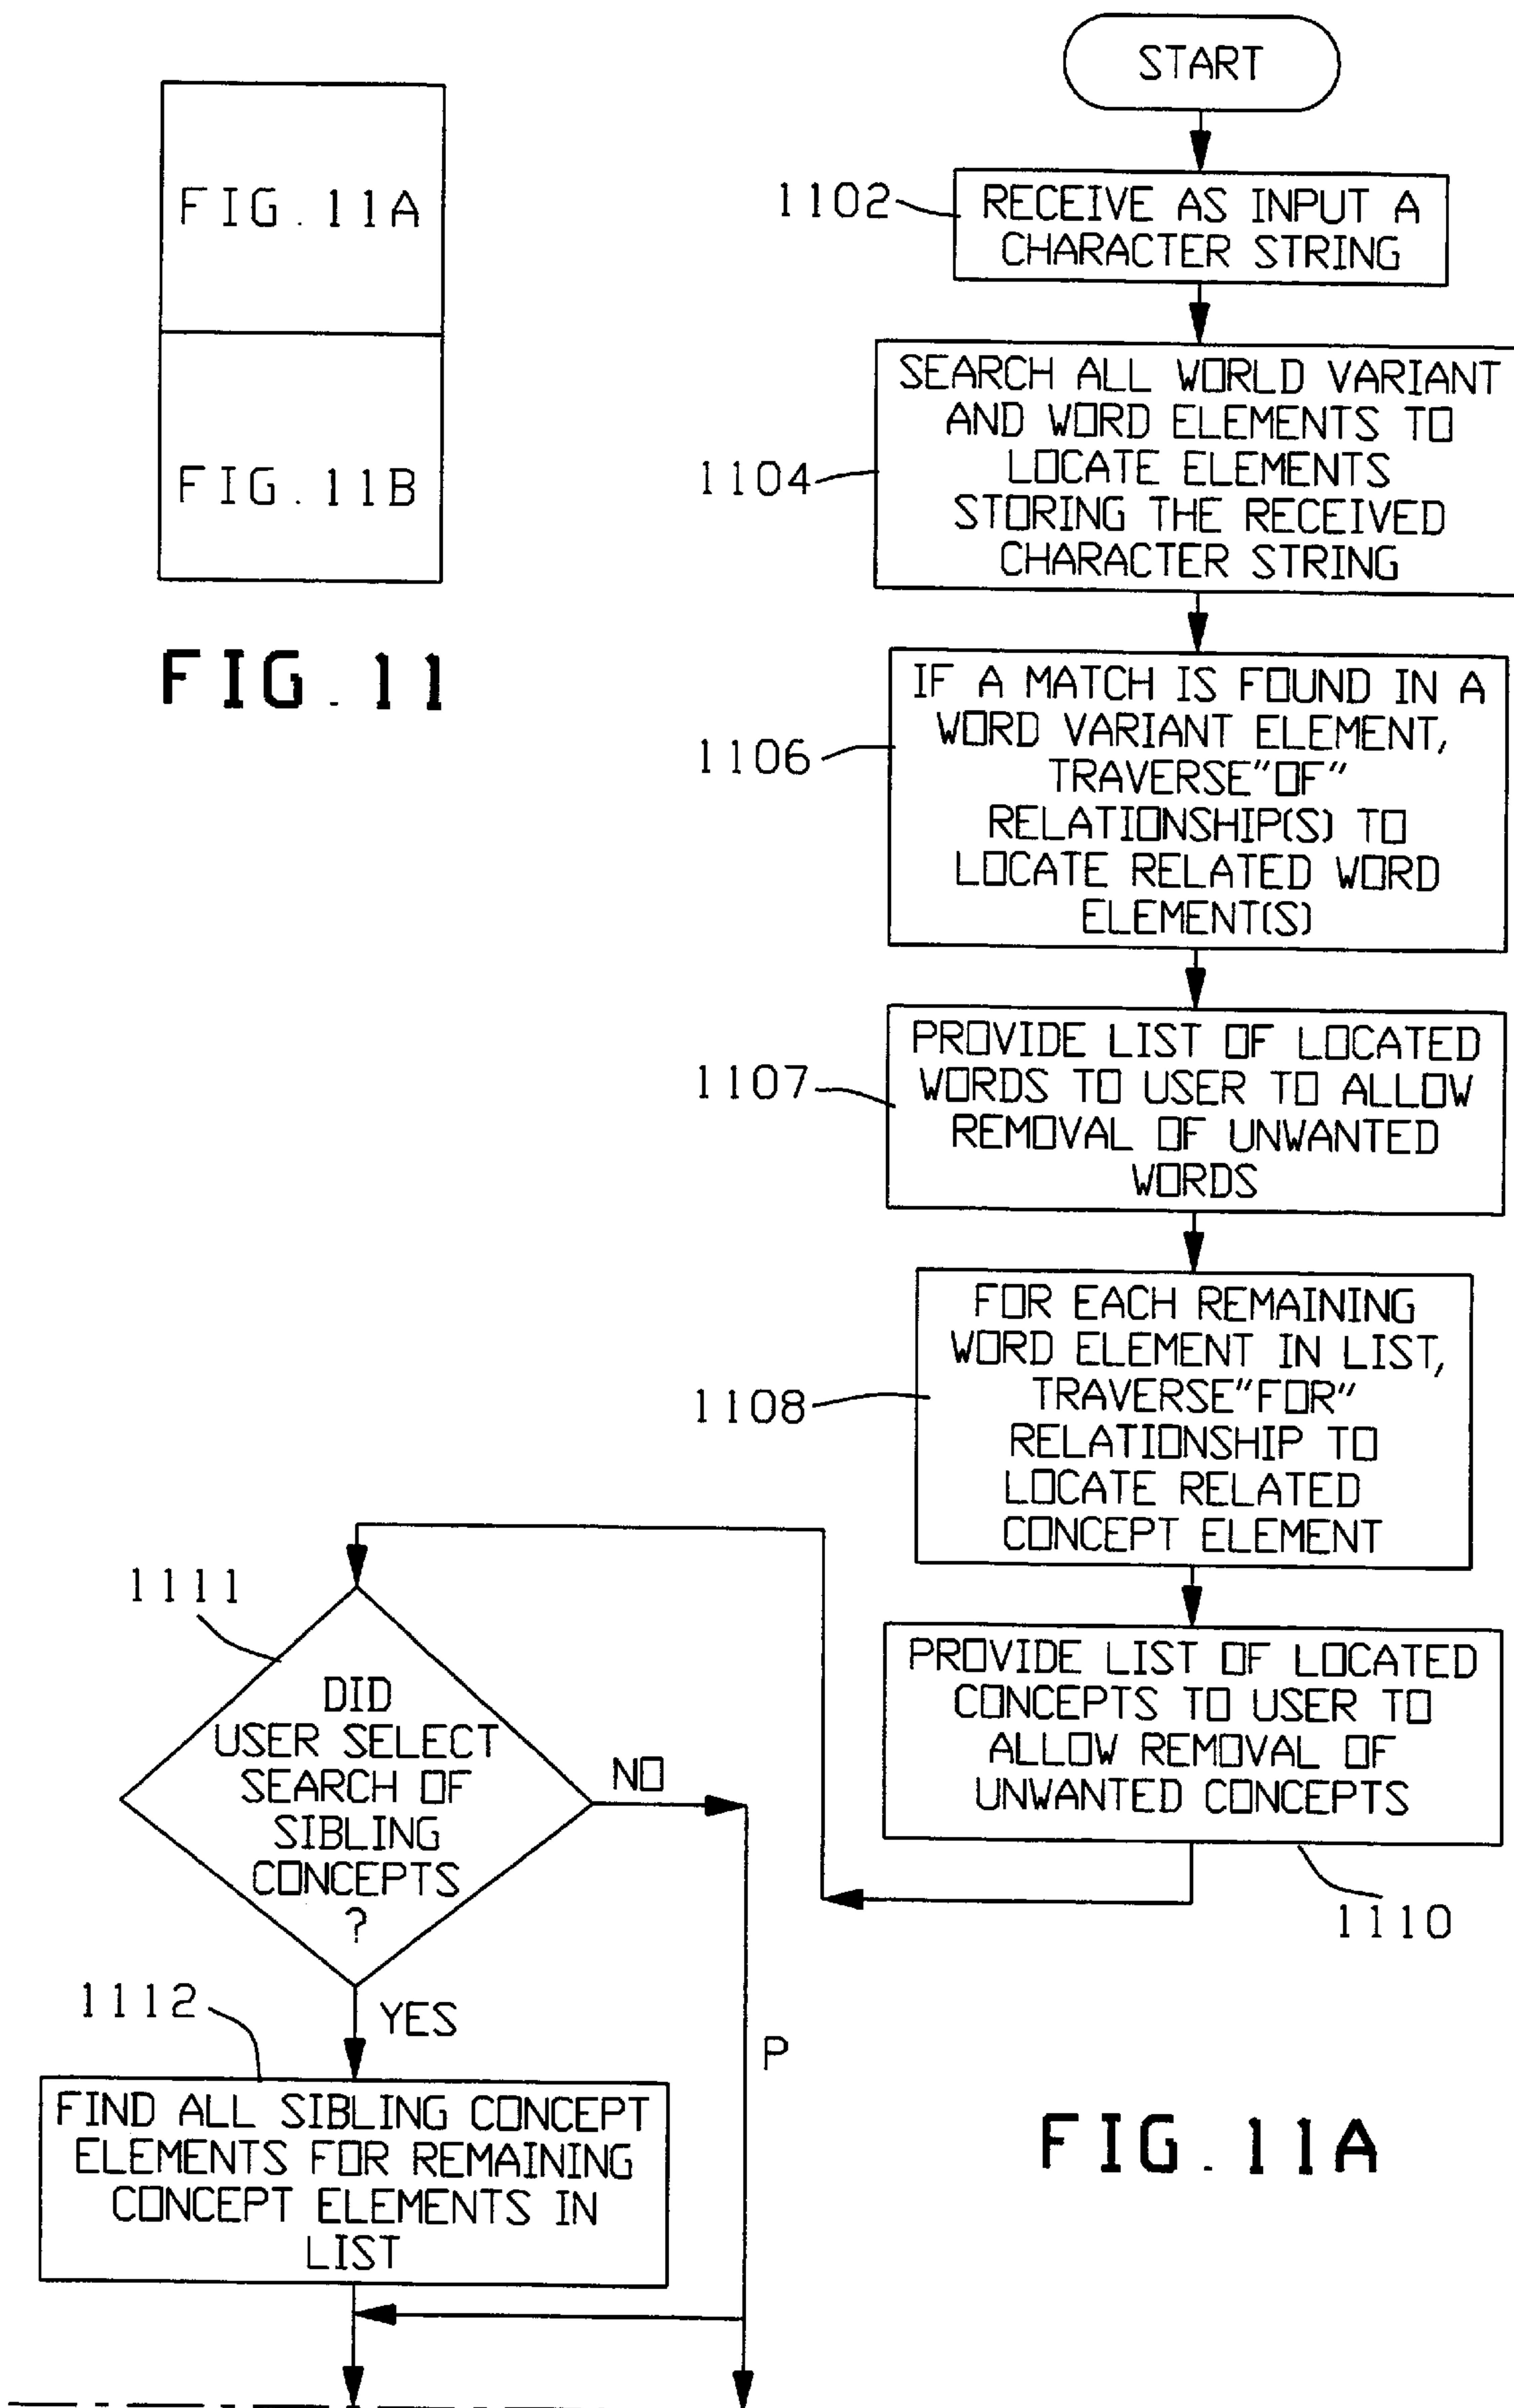 FIG.11A
FIG.11B
FIG.11
START
1102
RECEIVE AS INPUT A
CHARACTER STRING
1104
SEARCH ALL WORLD VARIANT
AND WORD ELEMENTS TO
LOCATE ELEMENTS
STORING THE RECEIVED
CHARACTER STRING
1106
IF A MATCH IS FOUND IN A
WORD VARIANT ELEMENT,
TRAVERSE"OF"
RELATIONSHIP(S) TO
LOCATE RELATED WORD
ELEMENT(S)
1107
PROVIDE LIST OF LOCATED
WORDS TO USER TO ALLOW
REMOVAL OF UNWANTED
WORDS
1108
FOR EACH REMAINING
WORD ELEMENT IN LIST,
TRAVERSE"FOR"
RELATIONSHIP TO
LOCATE RELATED
CONCEPT ELEMENT
PROVIDE LIST OF LOCATED
CONCEPTS TO USER TO
ALLOW REMOVAL OF
UNWANTED CONCEPTS
1110
1111
DID
USER SELECT
SEARCH OF
SIBLING
CONCEPTS
?
NO
YES
P
1112
FIND ALL SIBLING CONCEPT
ELEMENTS FOR REMAINING
CONCEPT ELEMENTS IN
LIST
FIG.11A